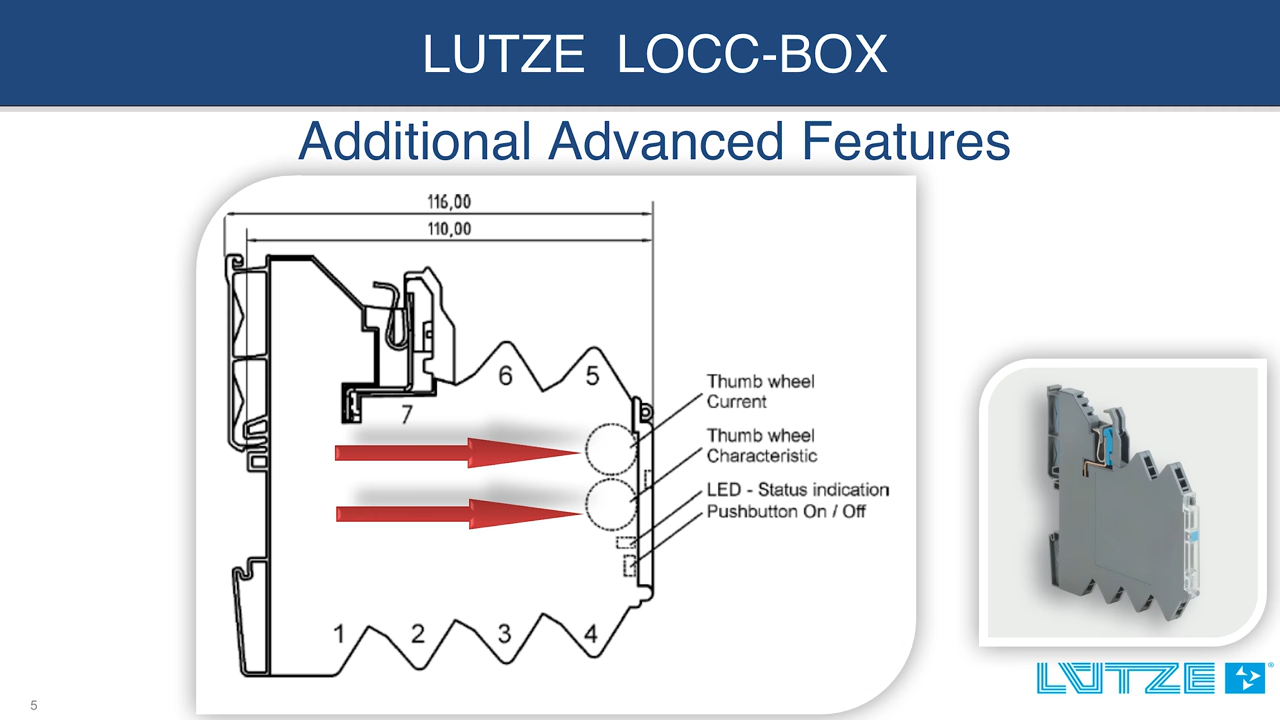 LUTZE LOCC-BOX
Additional Advanced Features
116,00
110,00
6
5
7
Thumb wheel
Current
Thumb wheel
Characteristic
LED - Status indication
Pushbutton On / Off
1
2
3
4
LUTZE ®
5